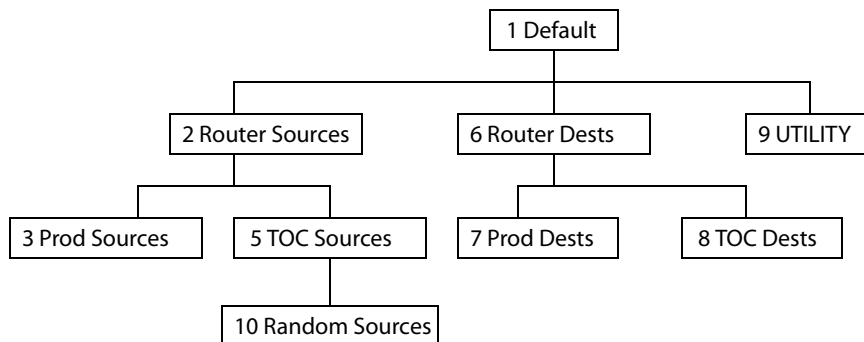 1 Default
2 Router Sources
6 Router Dests
9 UTILITY
3 Prod Sources
5 TOC Sources
7 Prod Dests
8 TOC Dests
10 Random Sources